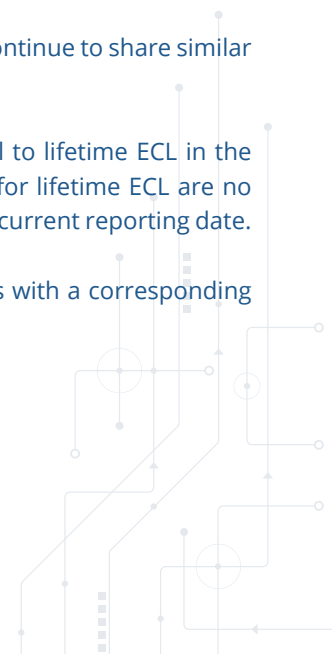 ontinue to share similar
l to lifetime ECL in the
for lifetime ECL are no
current reporting date.
s with a corresponding